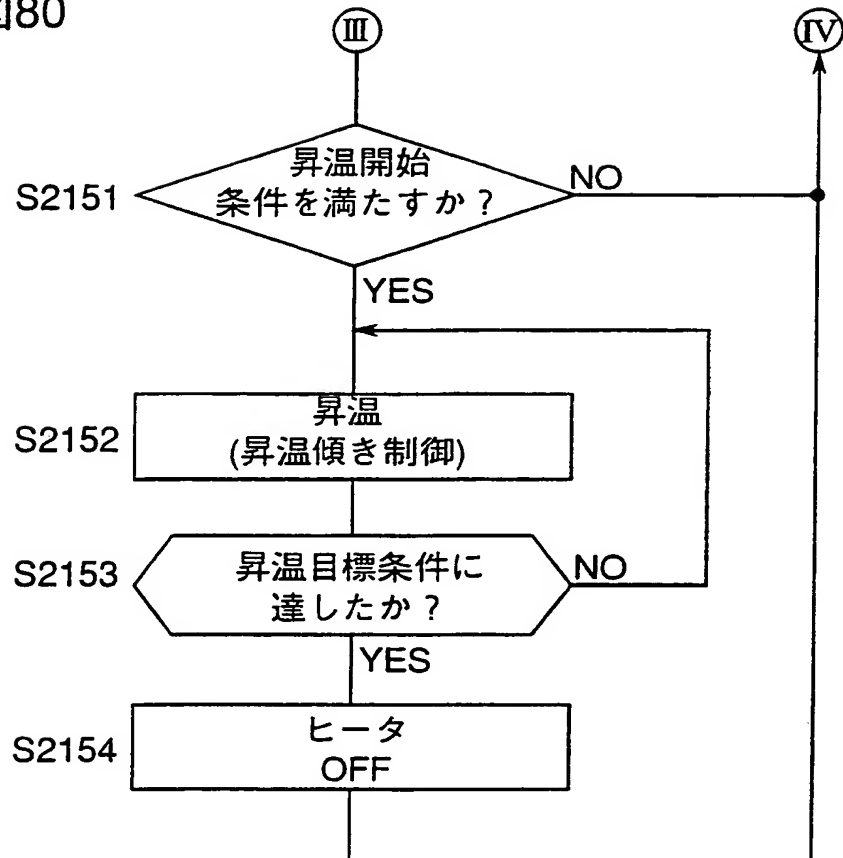 図80
Ⅲ
Ⅳ
昇温開始
条件を満たすか?
S2151
NO
YES
昇温
(昇温傾き制御)
S2152
昇温目標条件に
達したか?
S2153
NO
YES
ヒータ
OFF
S2154